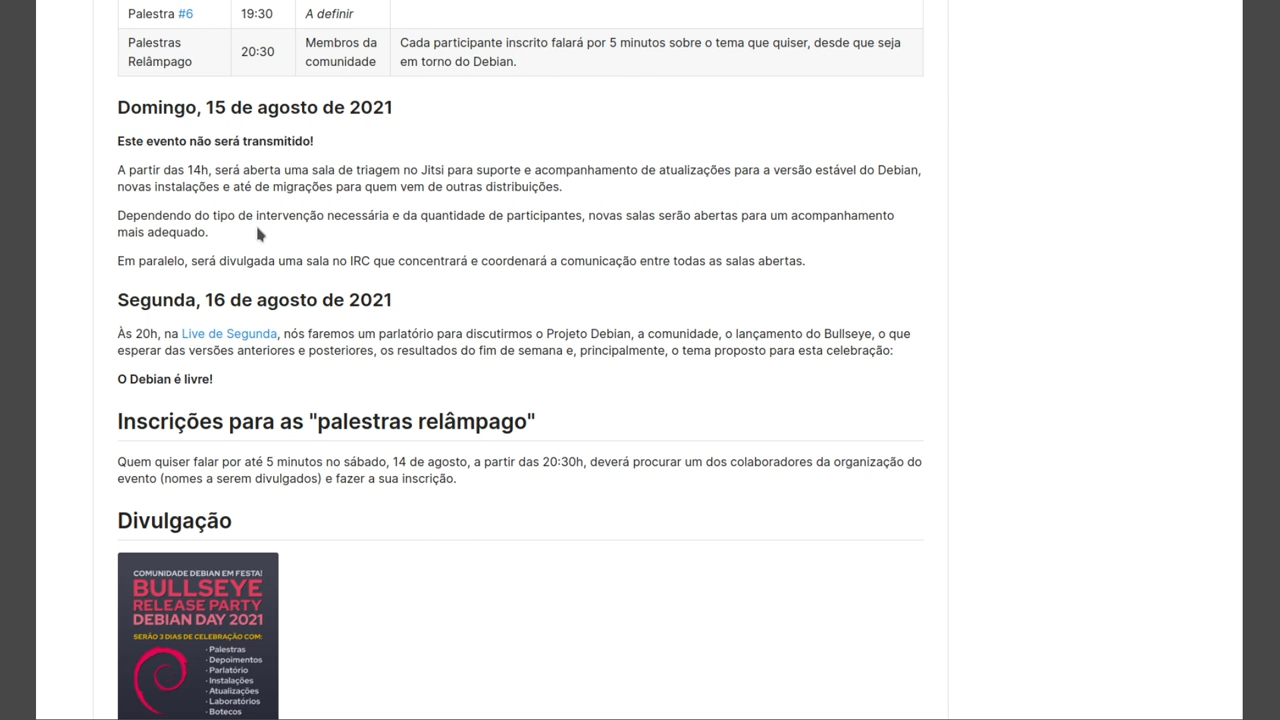 Palestra #6 19:30 A definir
Palestras Relâmpago 20:30 Membros da comunidade Cada participante inscrito falará por 5 minutos sobre o tema que quiser, desde que seja em torno do Debian.
Domingo, 15 de agosto de 2021
Este evento não será transmitido!
A partir das 14h, será aberta uma sala de triagem no Jitsi para suporte e acompanhamento de atualizações para a versão estável do Debian,
novas instalações e até de migrações para quem vem de outras distribuições.
Dependendo do tipo de intervenção necessária e da quantidade de participantes, novas salas serão abertas para um acompanhamento
mais adequado.
Em paralelo, será divulgada uma sala no IRC que concentrará e coordenará a comunicação entre todas as salas abertas.
Segunda, 16 de agosto de 2021
Às 20h, na Live de Segunda, nós faremos um parlatório para discutirmos o Projeto Debian, a comunidade, o lançamento do Bullseye, o que
esperar das versões anteriores e posteriores, os resultados do fim de semana e, principalmente, o tema proposto para esta celebração:
O Debian é livre!
Inscrições para as "palestras relâmpago"
Quem quiser falar por até 5 minutos no sábado, 14 de agosto, a partir das 20:30h, deverá procurar um dos colaboradores da organização do
evento (nomes a serem divulgados) e fazer a sua inscrição.
Divulgação
COMUNIDADE DEBIAN EM FESTA!
BULLSEYE
RELEASE PARTY
DEBIAN DAY 2021
SERÃO 3 DIAS DE CELEBRAÇÃO COM:
· Palestras
· Depoimentos
· Parlatório
· Instalações
· Atualizações
· Laboratórios
· Botecos